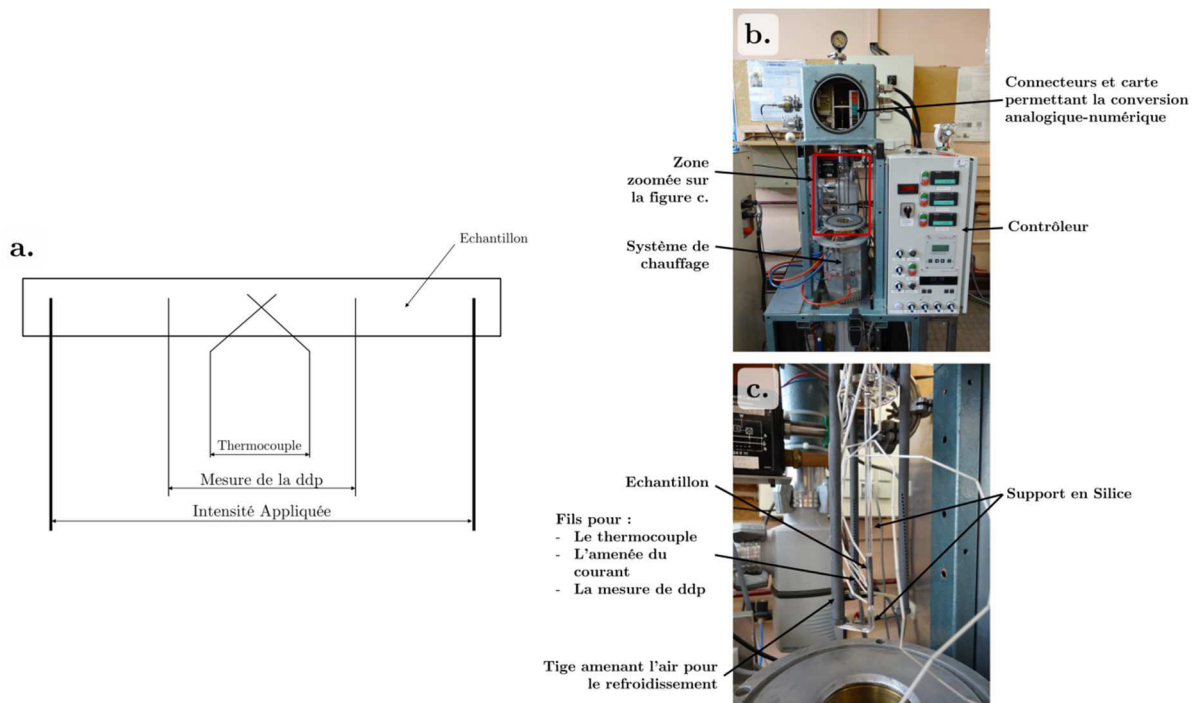 a.
Echantillon
Thermocouple
Mesure de la ddp
Intensité Appliquée
b.
Connecteurs et carte
permettant la conversion
analogique-numérique
Zone
zoomée sur
la figure c.
Système de
chauffage
Contrôleur
c.
Echantillon
Support en Silice
Fils pour :
- Le thermocouple
- L'amenée du
courant
- La mesure de ddp
Tige amenant l'air pour
le refroidissement